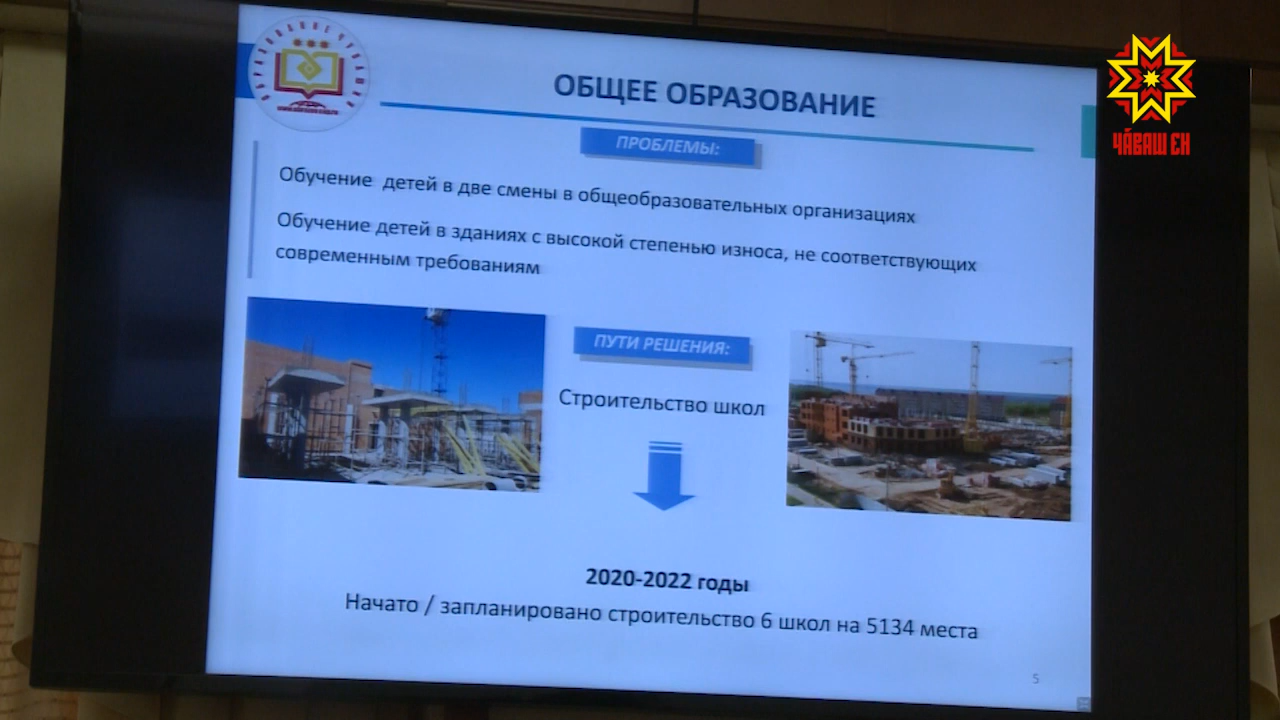 ОБЩЕЕ ОБРАЗОВАНИЕ
ЧĂВАШ ЕН
ПРОБЛЕМЫ:
Обучение детей в две смены в общеобразовательных организациях
Обучение детей в зданиях с высокой степенью износа, не соответствующих
современным требованиям
ПУТИ РЕШЕНИЯ:
Строительство школ
2020-2022 годы
Начато / запланировано строительство 6 школ на 5134 места
5